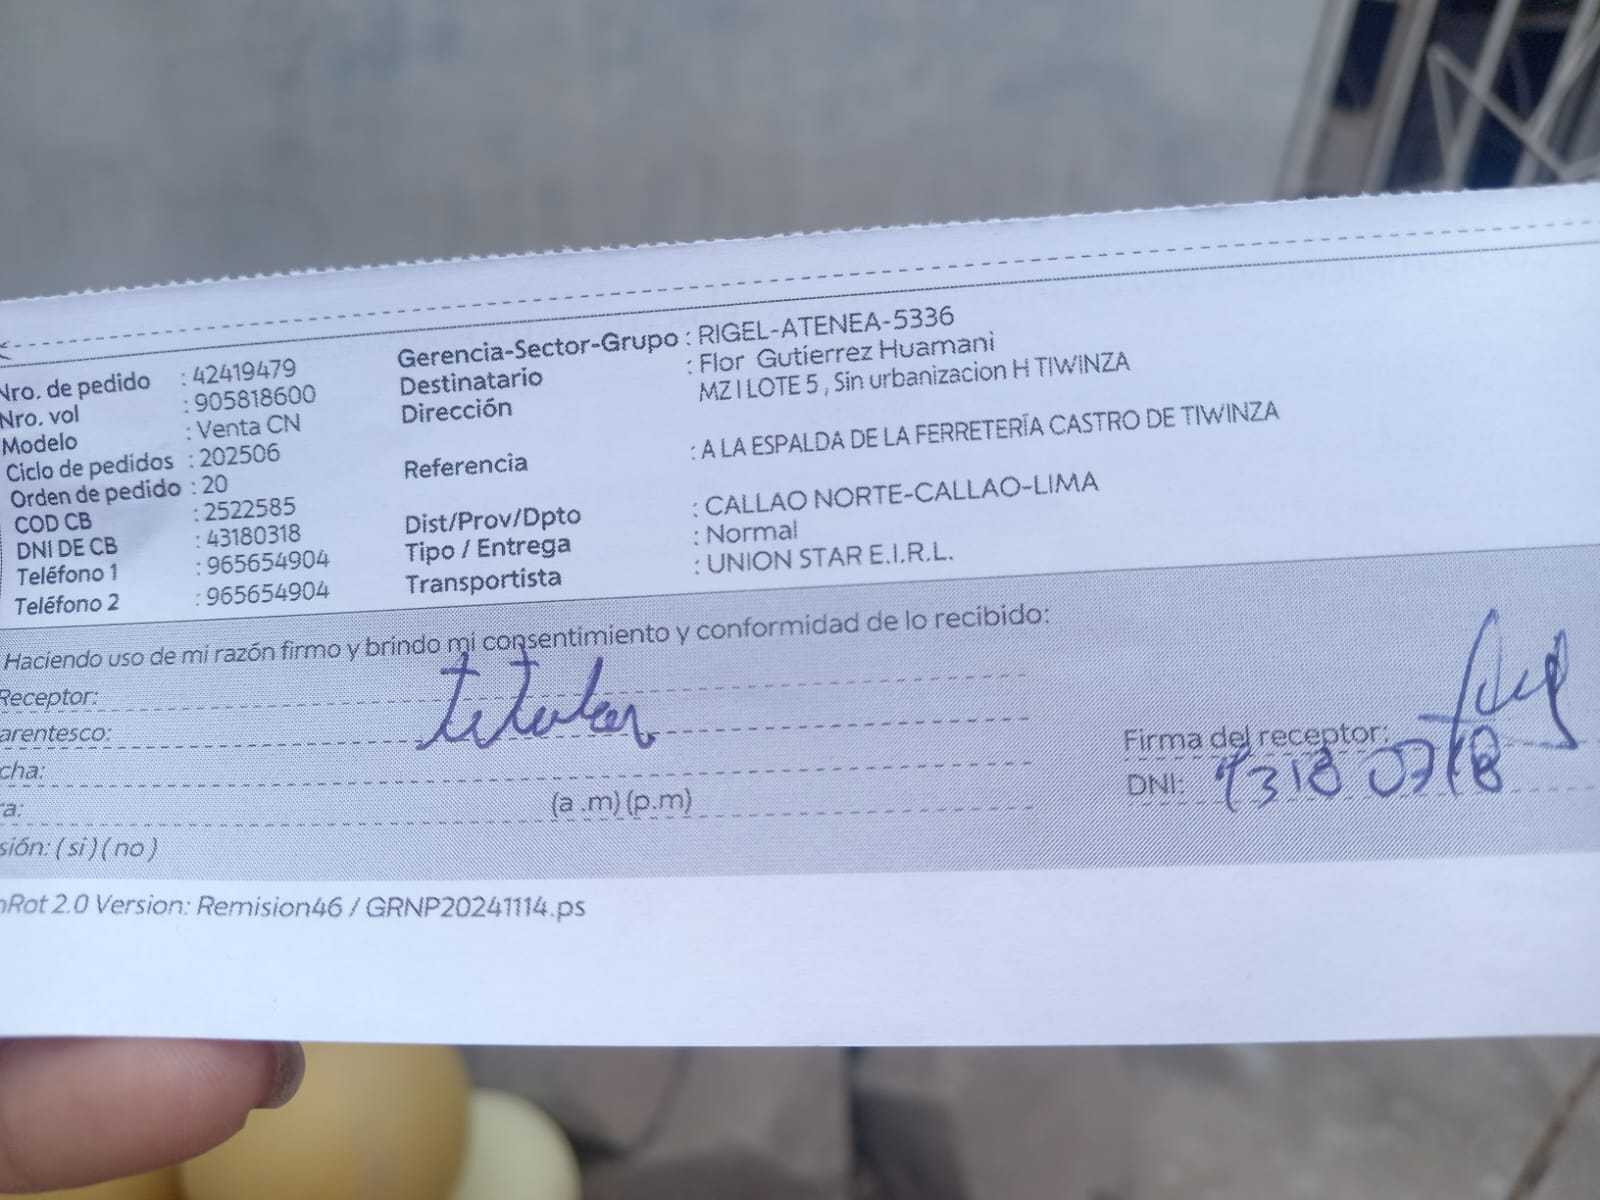 Nro. de pedido : 42419479
Nro. vol : 905818600
Modelo : Venta CN
Ciclo de pedidos : 202506
Orden de pedido : 20
COD CB : 2522585
DNI DE CB : 43180318
Teléfono 1 : 965654904
Teléfono 2 : 965654904
Gerencia-Sector-Grupo : RIGEL-ATENEA-5336
Destinatario : Flor Gutierrez Huamani
Dirección MZ I LOTE 5 , Sin urbanizacion H TIWINZA
Referencia : A LA ESPALDA DE LA FERRETERÍA CASTRO DE TIWINZA
Dist/Prov/Dpto : CALLAO NORTE-CALLAO-LIMA
Tipo / Entrega : Normal
Transportista : UNION STAR E.I.R.L.
Haciendo uso de mi razón firmo y brindo mi consentimiento y conformidad de lo recibido:
Receptor:
arentesco: titular
cha:
ra: (a .m) (p.m)
sión: ( si ) ( no )
Firma del receptor:
DNI:
Rot 2.0 Version: Remision46 / GRNP20241114.ps